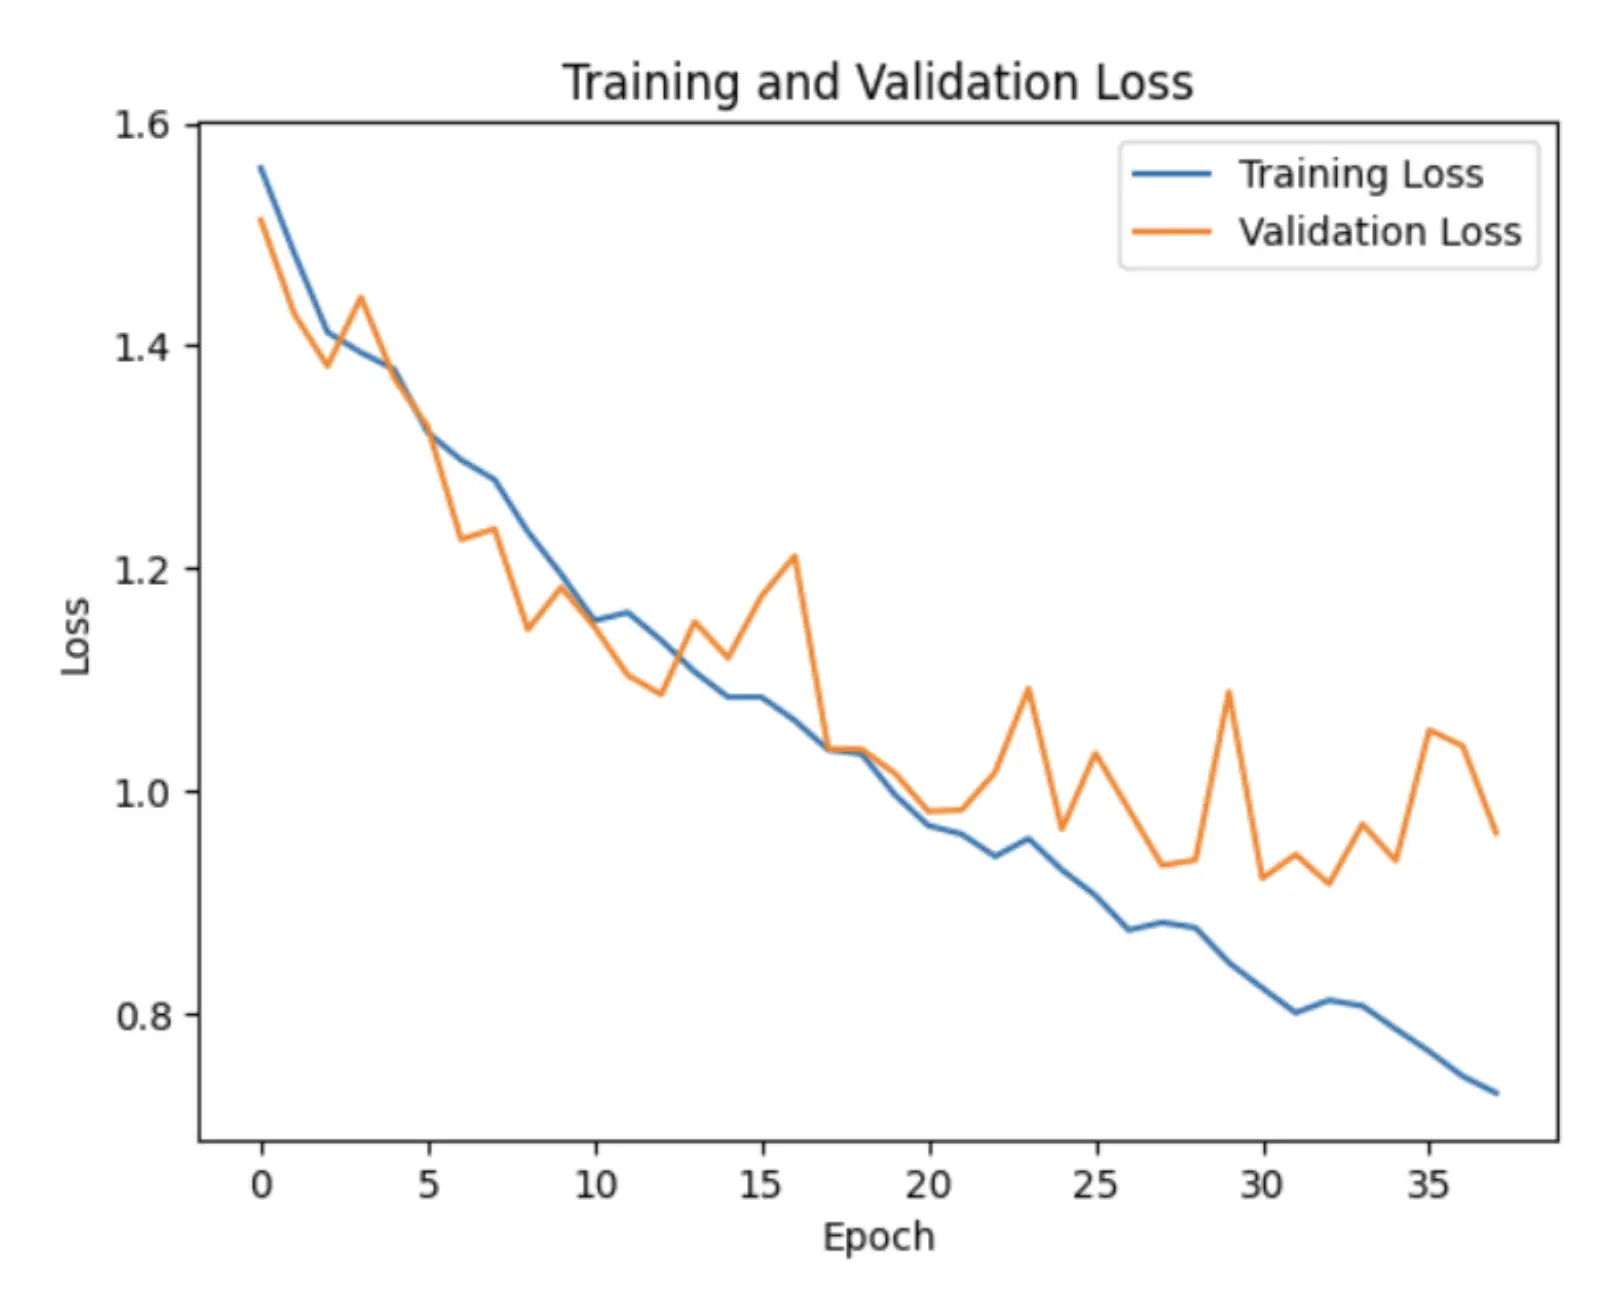 Training and Validation Loss
Training Loss
Validation Loss
1.6
1.4
1.2
1.0
0.8
Loss
0 5 10 15 20 25 30 35
Epoch